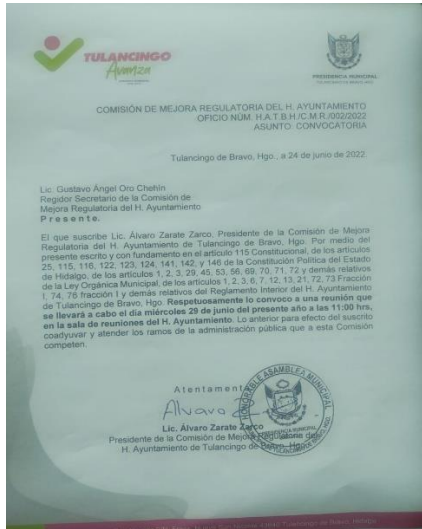 TULANCINGO
Avanza
PRESIDENCIA MUNICIPAL
COMISIÓN DE MEJORA REGULATORIA DEL H. AYUNTAMIENTO
OFICIO NÚM. H.A.T.B.H./C.M.R./002/2022
ASUNTO: CONVOCATORIA
Tulancingo de Bravo, Hgo., a 24 de junio de 2022.
Lic. Gustavo Ángel Oro Chehín
Regidor Secretario de la Comisión de
Mejora Regulatoria del H. Ayuntamiento
P r e s e n t e.
El que suscribe Lic. Álvaro Zarate Zarco, Presidente de la Comisión de Mejora
Regulatoria del H. Ayuntamiento de Tulancingo de Bravo, Hgo. Por medio del
presente escrito y con fundamento en el artículo 115 Constitucional, de los artículos
25, 115, 116, 122, 123, 124, 141, 142, y 146 de la Constitución Política del Estado
de Hidalgo, de los artículos 1, 2, 3, 29, 45, 53, 56, 69, 70, 71, 72 y demás relativos
de la Ley Orgánica Municipal, de los artículos 1, 2, 3, 6, 7, 12, 13, 21, 72, 73 Fracción
I, 74, 76 fracción I y demás relativos del Reglamento Interior del H. Ayuntamiento
de Tulancingo de Bravo, Hgo. Respetuosamente lo convoco a una reunión que
se llevará a cabo el día miércoles 29 de junio del presente año a las 11:00 hrs,
en la sala de reuniones del H. Ayuntamiento. Lo anterior para efecto del suscrito
coadyuvar y atender los ramos de la administración pública que a esta Comisión
competen.
A t e n t a m e n t
Alvaro
HONORABLE ASAMBLEA MUNICIPAL
PRESIDENCIA MUNICIPAL
Lic. Álvaro Zarate Zarco
Presidente de la Comisión de Mejora Regulatoria del
H. Ayuntamiento de Tulancingo de Bravo, Hgo.